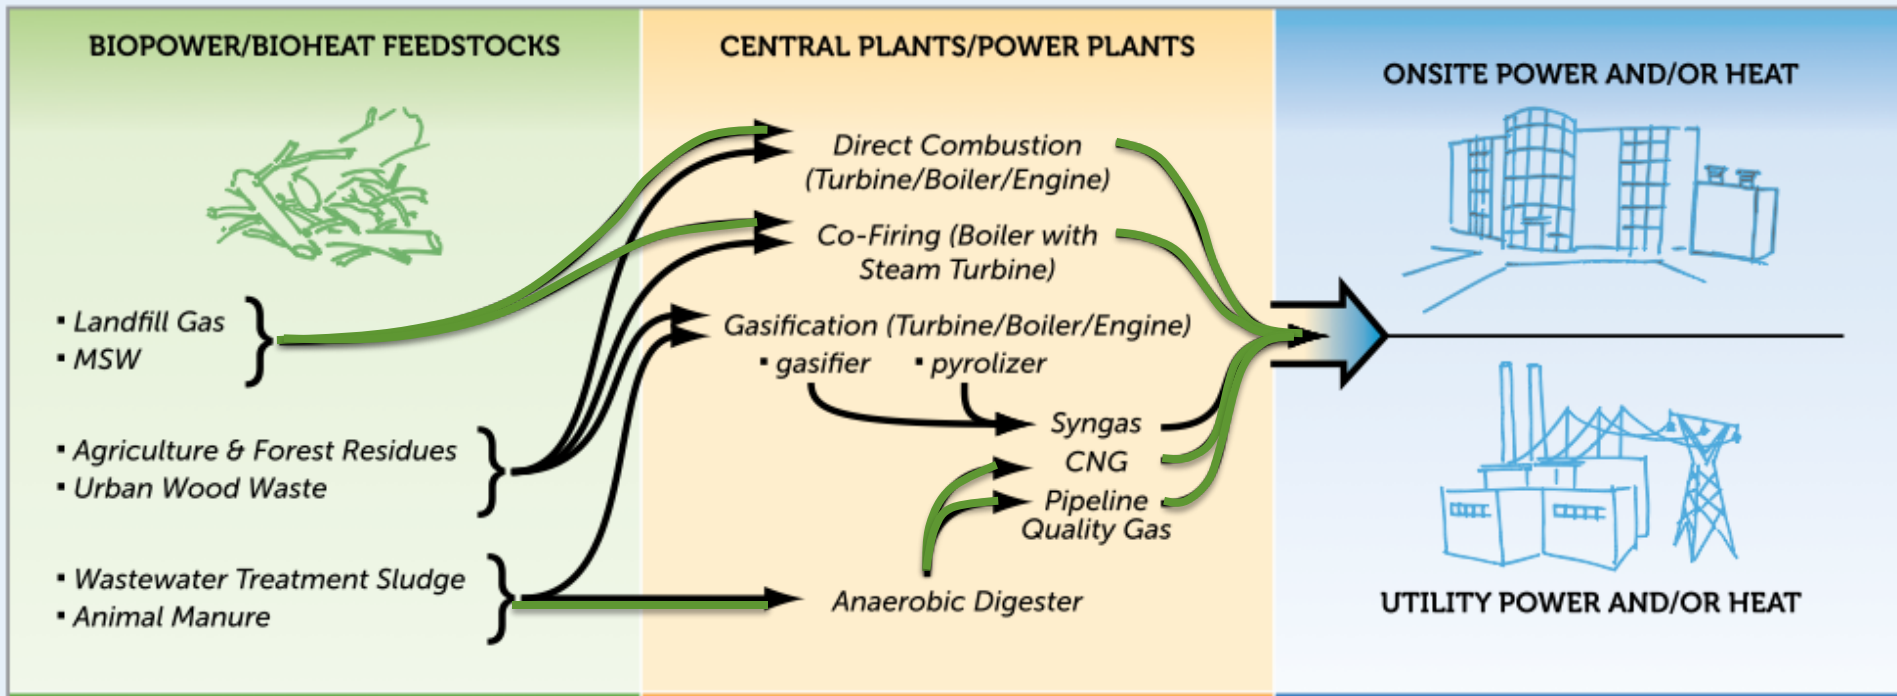 BIOPOWER/BIOHEAT FEEDSTOCKS
▪ Landfill Gas
▪ MSW
▪ Agriculture & Forest Residues
▪ Urban Wood Waste
▪ Wastewater Treatment Sludge
▪ Animal Manure
CENTRAL PLANTS/POWER PLANTS
Direct Combustion
(Turbine/Boiler/Engine)
Co-Firing (Boiler with
Steam Turbine)
Gasification (Turbine/Boiler/Engine)
▪ gasifier ▪ pyrolizer
Syngas
CNG
Pipeline
Quality Gas
Anaerobic Digester
ONSITE POWER AND/OR HEAT
UTILITY POWER AND/OR HEAT